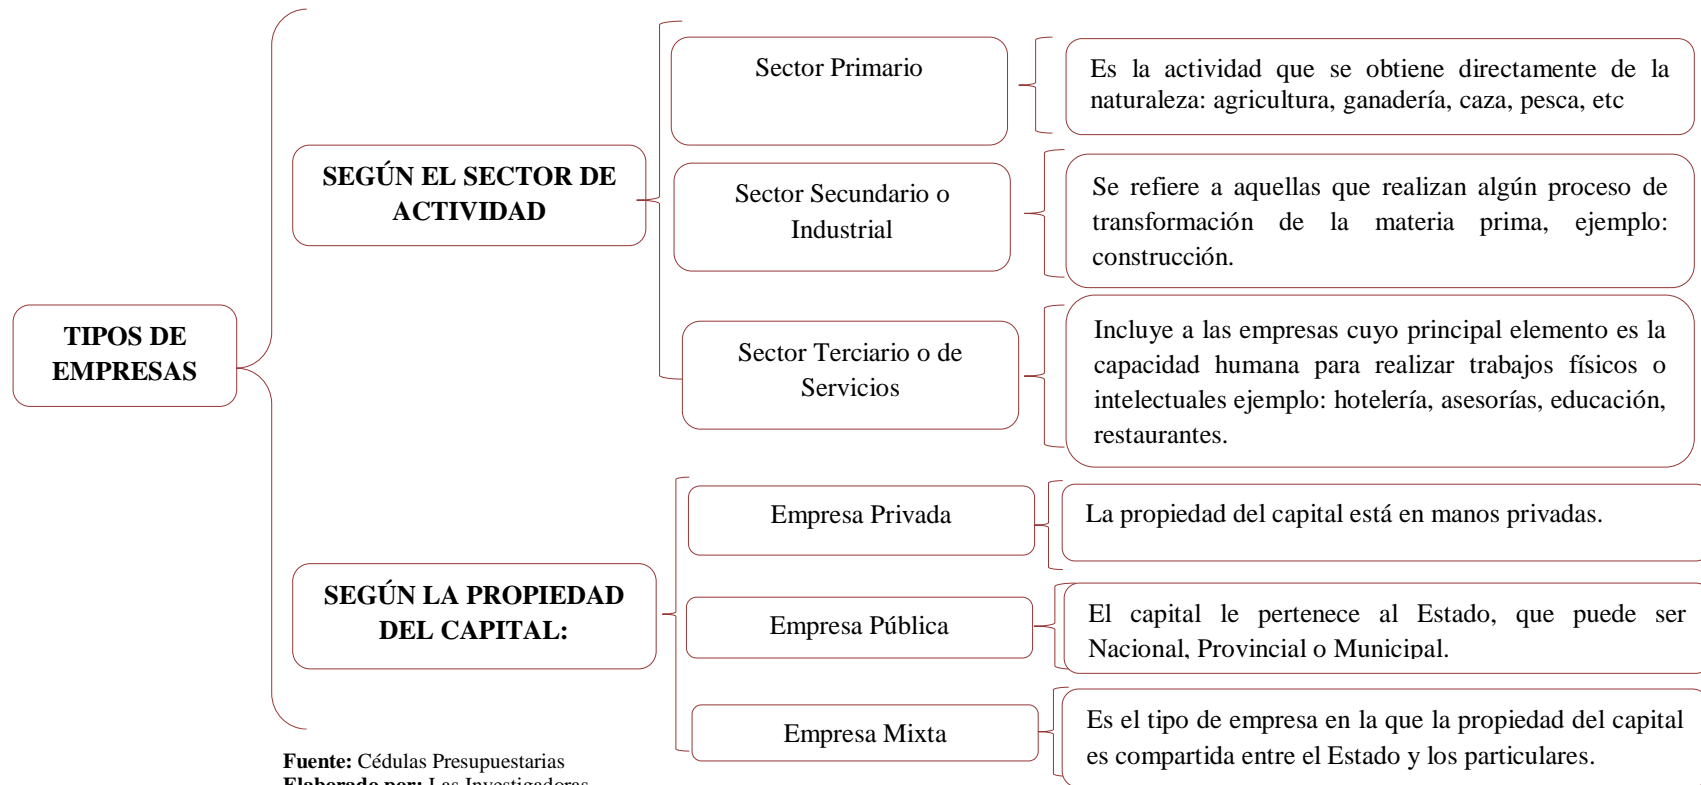 TIPOS DE
EMPRESAS
SEGÚN EL SECTOR DE
ACTIVIDAD
Sector Primario
Es la actividad que se obtiene directamente de la
naturaleza: agricultura, ganadería, caza, pesca, etc
Sector Secundario o
Industrial
Se refiere a aquellas que realizan algún proceso de
transformación de la materia prima, ejemplo:
construcción.
Sector Terciario o de
Servicios
Incluye a las empresas cuyo principal elemento es la
capacidad humana para realizar trabajos físicos o
intelectuales ejemplo: hotelería, asesorías, educación,
restaurantes.
SEGÚN LA PROPIEDAD
DEL CAPITAL:
Empresa Privada
La propiedad del capital está en manos privadas.
Empresa Pública
El capital le pertenece al Estado, que puede ser
Nacional, Provincial o Municipal.
Empresa Mixta
Es el tipo de empresa en la que la propiedad del capital
es compartida entre el Estado y los particulares.
Fuente: Cédulas Presupuestarias
Elaborado por: Las Investigadoras